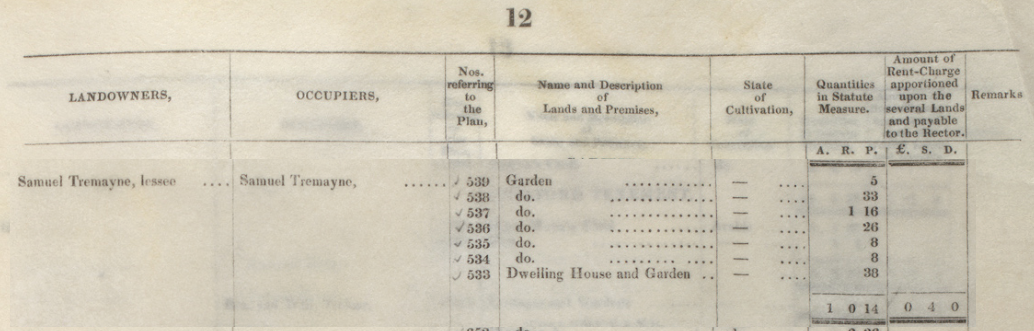 12
LANDOWNERS, OCCUPIERS, Nos. referring to the Plan, Name and Description of Lands and Premises, State of Cultivation, Quantities in Statute Measure. Amount of Rent-Charge apportioned upon the several Lands and payable to the Rector. Remarks
A. R. P. £. S. D.
Samuel Tremayne, lessee .... Samuel Tremayne, ...... ✓ 539 Garden ............ — .... 5
✓ 538 do. ............ — .... 33
✓ 537 do. ............ — .... 1 16
✓ 536 do. ............ — .... 26
✓ 535 do. ............ — .... 8
✓ 534 do. ............ — .... 8
✓ 533 Dwelling House and Garden .. — .... 38
1 0 14 0 4 0